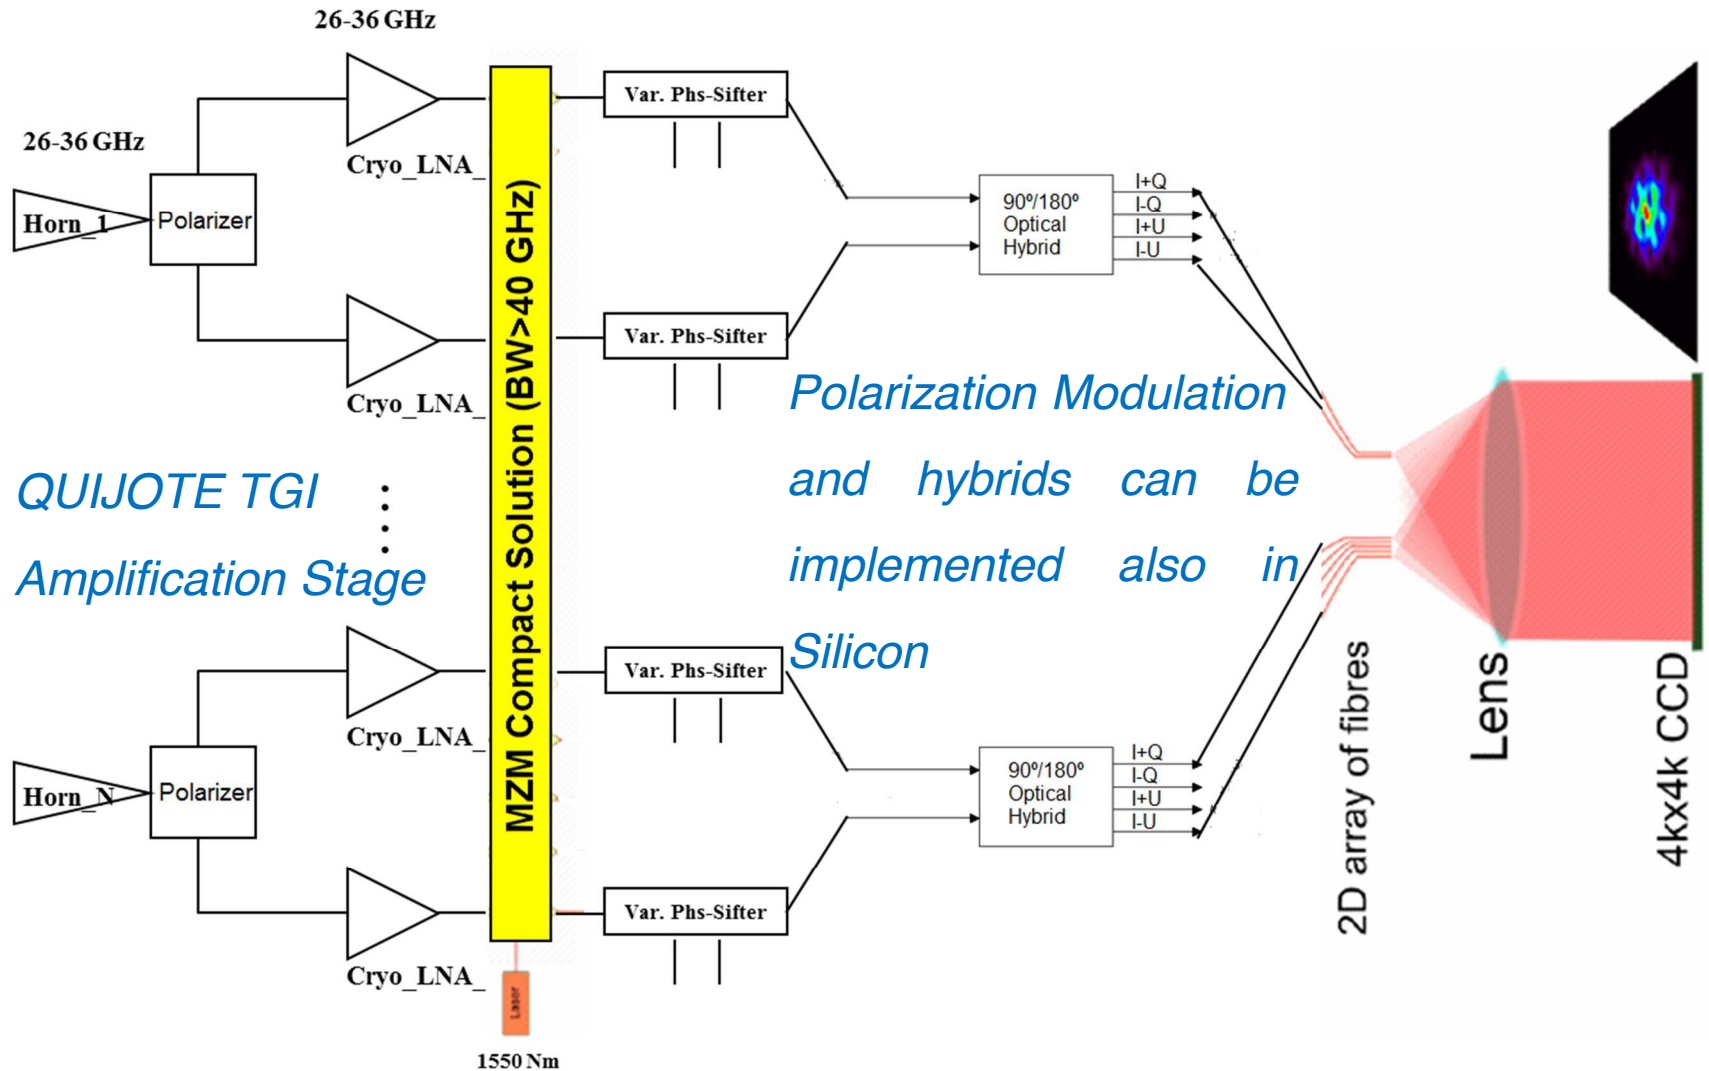 26-36 GHz
26-36 GHz
Horn_1
Polarizer
Cryo_LNA_
Cryo_LNA_
Var. Phs-Sifter
Var. Phs-Sifter
90º/180º
Optical
Hybrid
I+Q
I-Q
I+U
I-U
MZM Compact Solution (BW>40 GHz)
QUIJOTE TGI
Amplification Stage
Polarization Modulation
and hybrids can be
implemented also in
Silicon
Horn_N
Polarizer
Cryo_LNA_
Cryo_LNA_
Var. Phs-Sifter
Var. Phs-Sifter
90º/180º
Optical
Hybrid
I+Q
I-Q
I+U
I-U
2D array of fibres
Lens
4kx4k CCD
Laser
1550 Nm